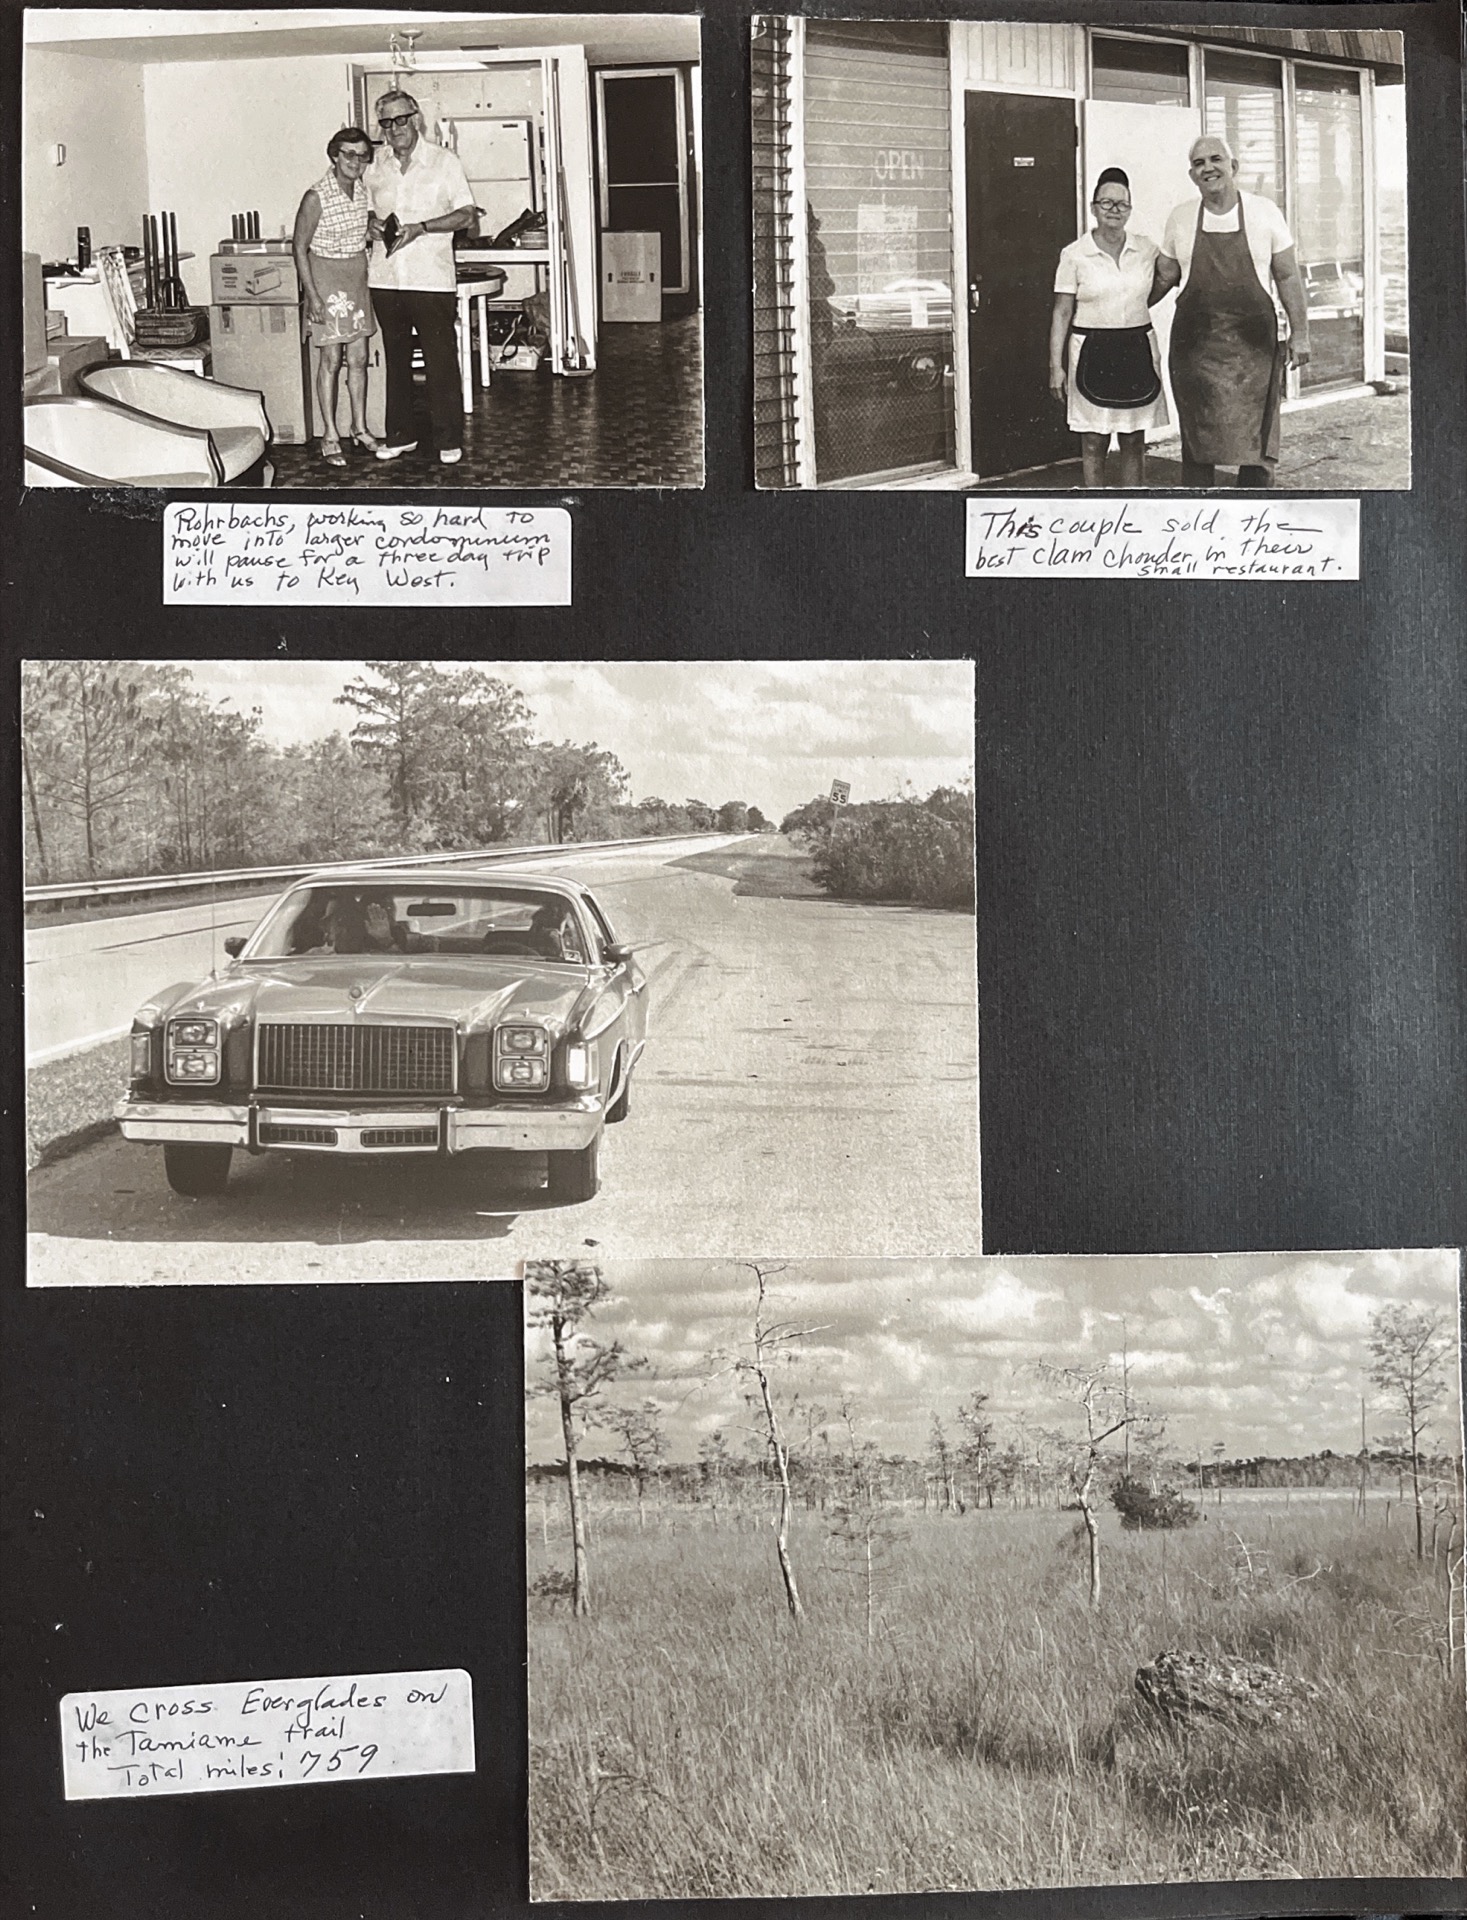 OPEN
Rohrbachs, working so hard to
move into larger condominium
will pause for a three day trip
with us to Key West.
This couple sold the
best clam chowder in their
small restaurant.
55
We cross Everglades on
the Tamiame trail
Total miles: 759